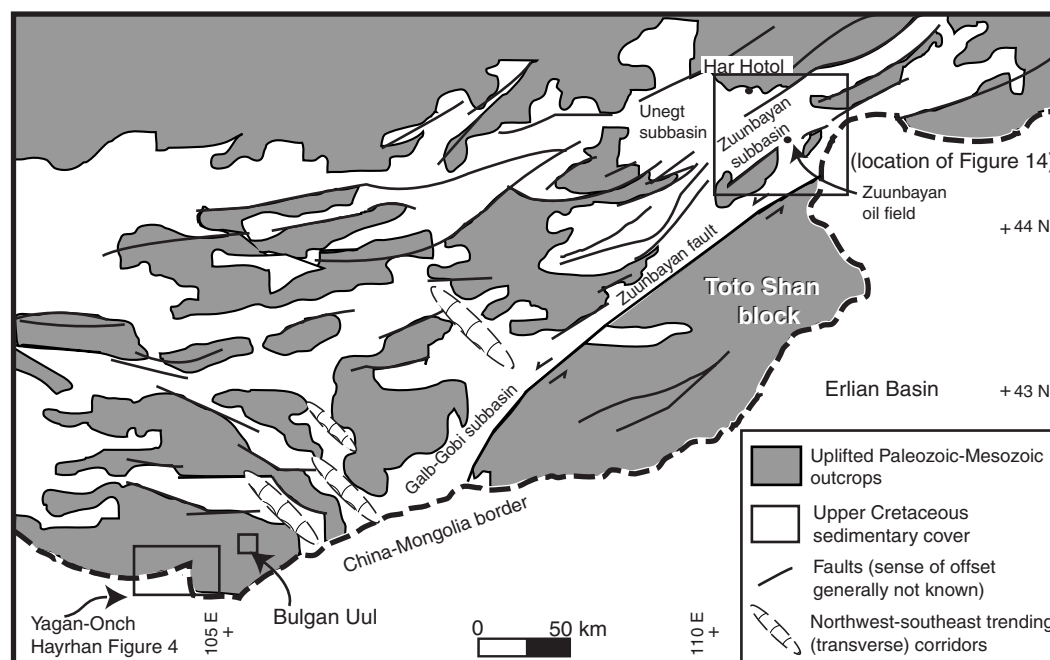 Har Hotol
Unegt
subbasin
Zuunbayan
subbasin
(location of Figure 14)
Zuunbayan
oil field
+ 44 N
Zuunbayan fault
Toto Shan
block
Erlian Basin
+ 43 N
Galb-Gobi subbasin
China-Mongolia border
Uplifted Paleozoic-Mesozoic
outcrops
Upper Cretaceous
sedimentary cover
Faults (sense of offset
generally not known)
Northwest-southeast trending
(transverse) corridors
Yagan-Onch
Hayrhan Figure 4
105 E +
Bulgan Uul
0 50 km
110 E +